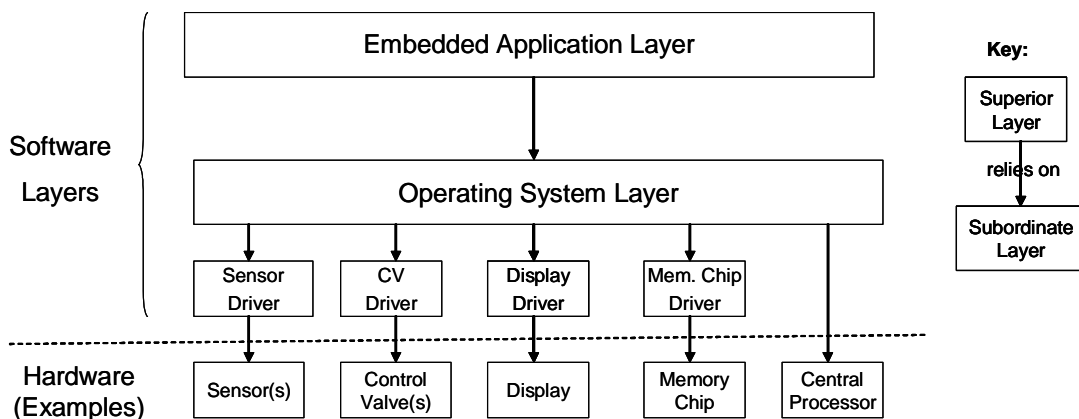 Embedded Application Layer
Key:
Superior
Layer
relies on
Subordinate
Layer
Software
Layers
Operating System Layer
Sensor
Driver
CV
Driver
Display
Driver
Mem. Chip
Driver
Hardware
(Examples)
Sensor(s)
Control
Valve(s)
Display
Memory
Chip
Central
Processor